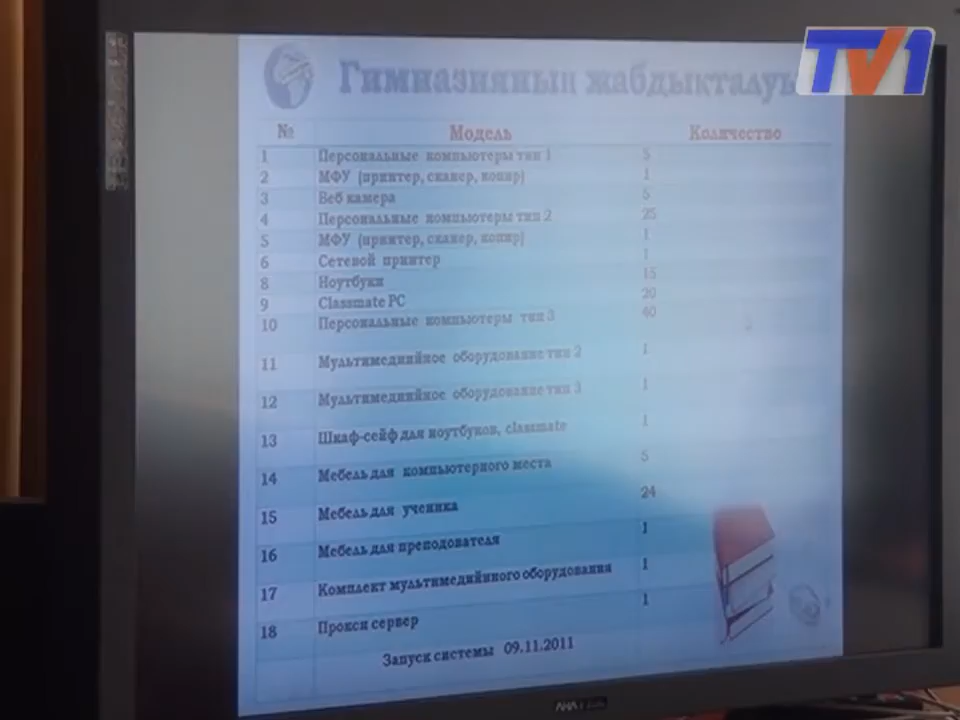 TV1
Гимназияның жабдықталуы
№ Модель Количество
1 Персональные компьютеры тип 1 5
2 МФУ (принтер, сканер, копир) 1
3 Веб камера 5
4 Персональные компьютеры тип 2 25
5 МФУ (принтер, сканер, копир) 1
6 Сетевой принтер 1
8 Ноутбуки 15
9 Classmate PC 20
10 Персональные компьютеры тип 3 40
11 Мультимедийное оборудование тип 2 1
12 Мультимедийное оборудование тип 3 1
13 Шкаф-сейф для ноутбуков, classmate 1
14 Мебель для компьютерного места 5
15 Мебель для ученика 24
16 Мебель для преподователя 1
17 Комплект мультимедийнного оборудования 1
18 Прокси сервер 1
Запуск системы 09.11.2011